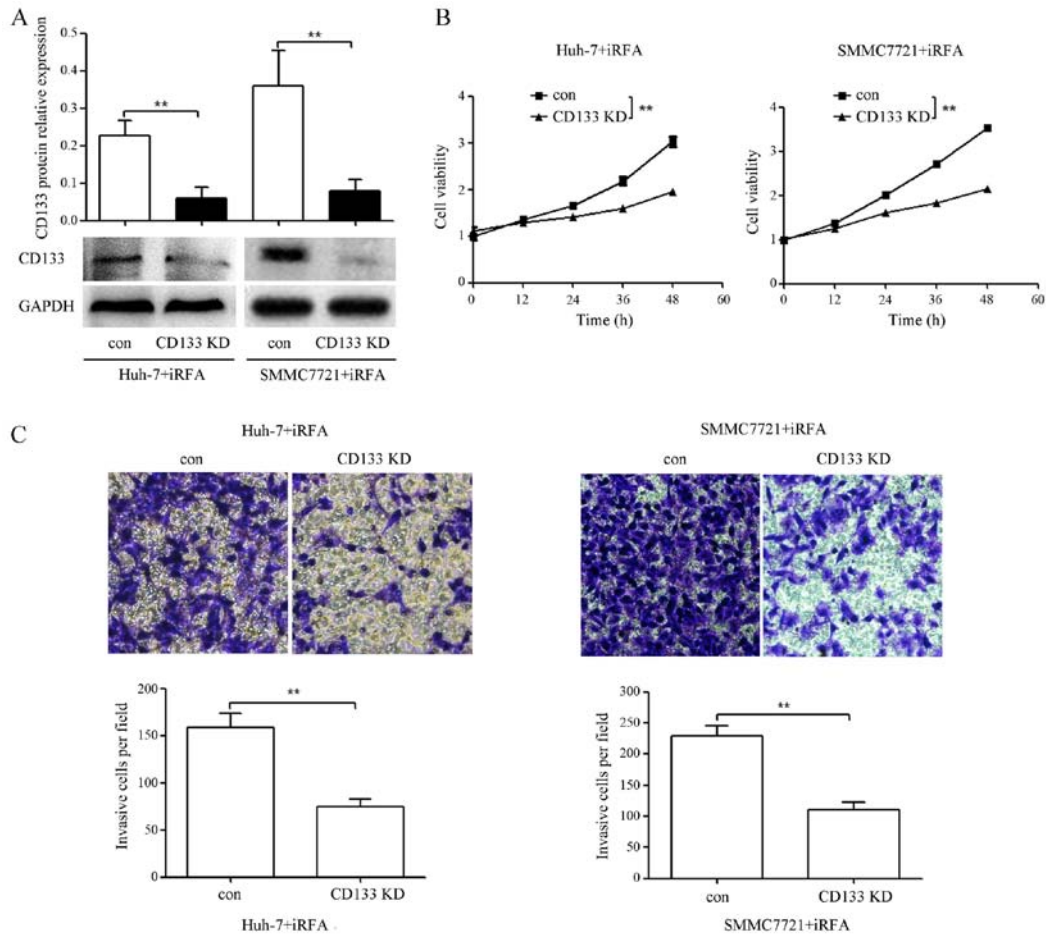 A
CD133 protein relative expression
0.5
0.4
0.3
0.2
0.1
0.0
**
**
CD133
GAPDH
con CD133 KD con CD133 KD
Huh-7+iRFA SMMC7721+iRFA
B
Huh-7+iRFA
con
CD133 KD
**
Cell viability
4
3
2
1
0
0 12 24 36 48 60
Time (h)
SMMC7721+iRFA
con
CD133 KD
**
Cell viability
4
3
2
1
0
0 12 24 36 48 60
Time (h)
C
Huh-7+iRFA
con CD133 KD
Invasive cells per field
200
150
100
50
0
**
con CD133 KD
Huh-7+iRFA
SMMC7721+iRFA
con CD133 KD
Invasive cells per field
300
250
200
150
100
50
0
**
con CD133 KD
SMMC7721+iRFA